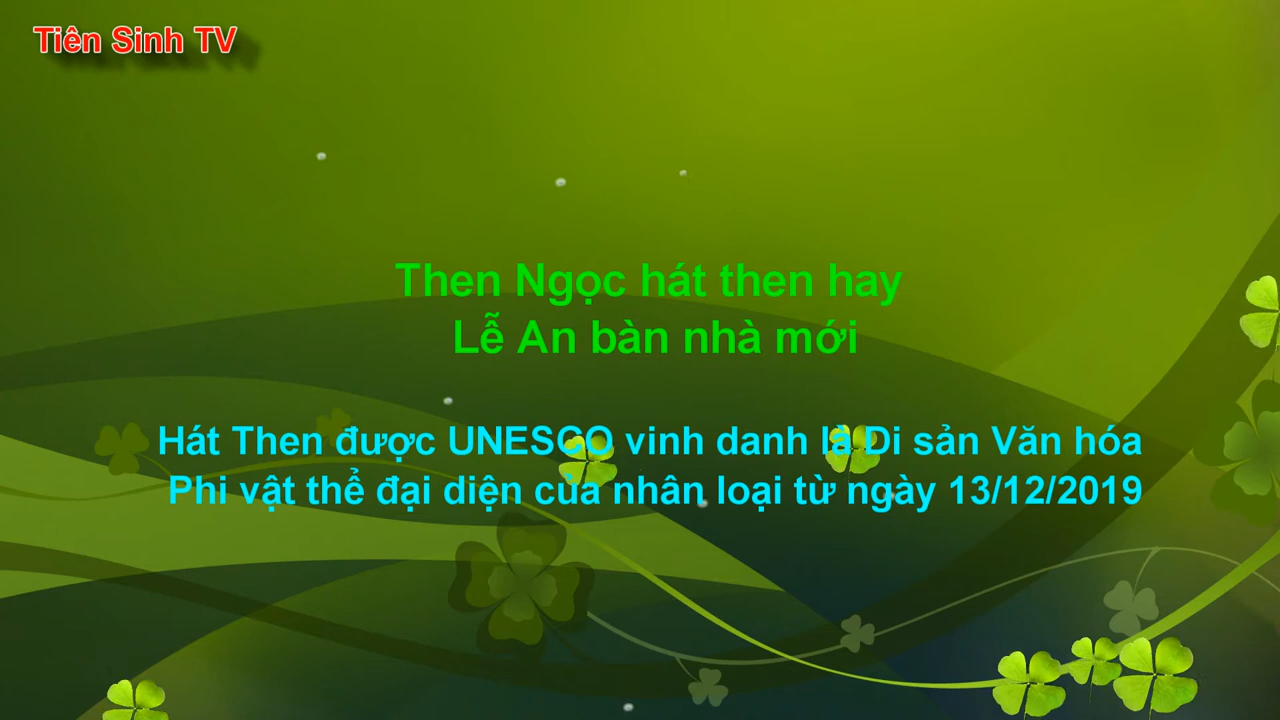 Tiên Sinh TV
Then Ngọc hát then hay
Lễ An bàn nhà mới
Hát Then được UNESCO vinh danh là Di sản Văn hóa
Phi vật thể đại diện của nhân loại từ ngày 13/12/2019